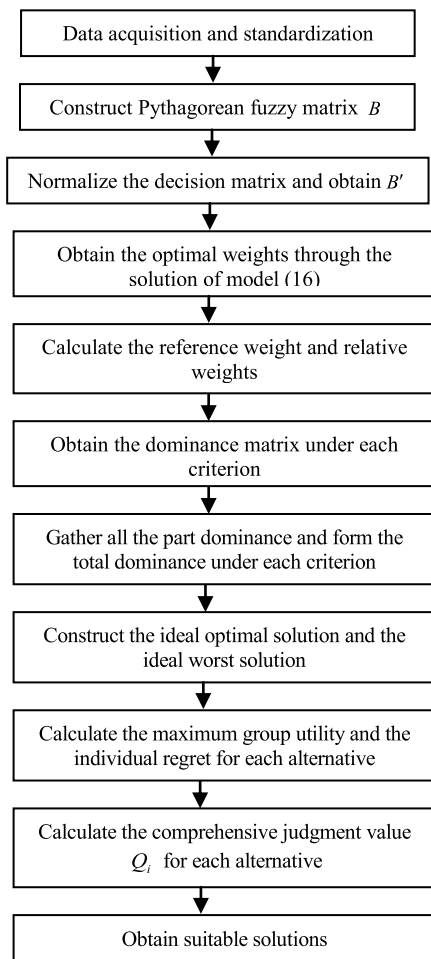 Data acquisition and standardization
Construct Pythagorean fuzzy matrix B
Normalize the decision matrix and obtain B'
Obtain the optimal weights through the
solution of model (16)
Calculate the reference weight and relative
weights
Obtain the dominance matrix under each
criterion
Gather all the part dominance and form the
total dominance under each criterion
Construct the ideal optimal solution and the
ideal worst solution
Calculate the maximum group utility and the
individual regret for each alternative
Calculate the comprehensive judgment value
Q_i for each alternative
Obtain suitable solutions